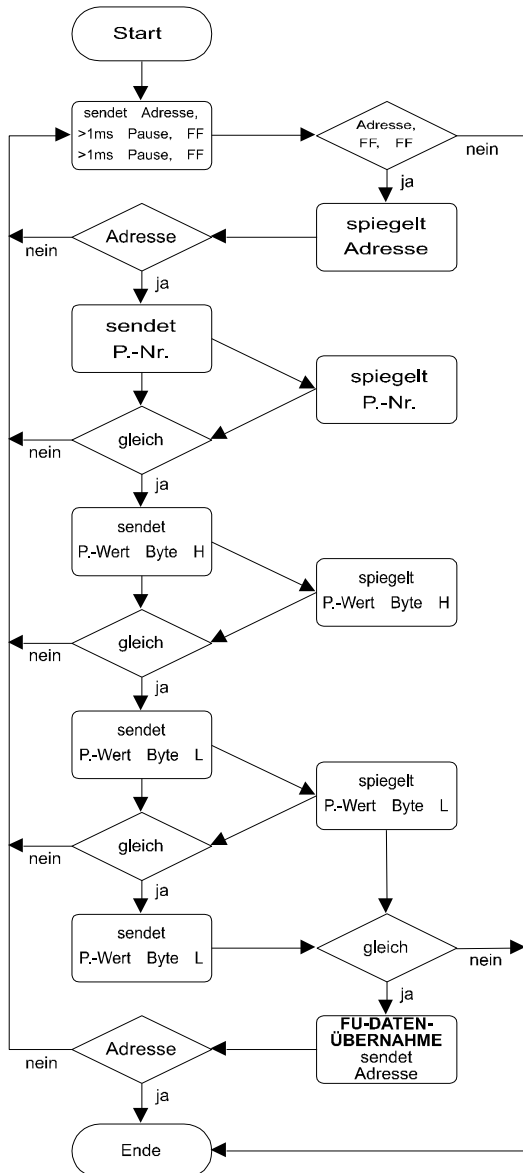 Start
sendet Adresse,
>1ms Pause, FF
>1ms Pause, FF
Adresse,
FF, FF
nein
ja
spiegelt
Adresse
Adresse
nein
ja
sendet
P.-Nr.
spiegelt
P.-Nr.
gleich
nein
ja
sendet
P.-Wert Byte H
spiegelt
P.-Wert Byte H
gleich
nein
ja
sendet
P.-Wert Byte L
spiegelt
P.-Wert Byte L
gleich
nein
ja
sendet
P.-Wert Byte L
gleich
nein
ja
FU-DATEN-
ÜBERNAHME
sendet
Adresse
Adresse
nein
ja
Ende